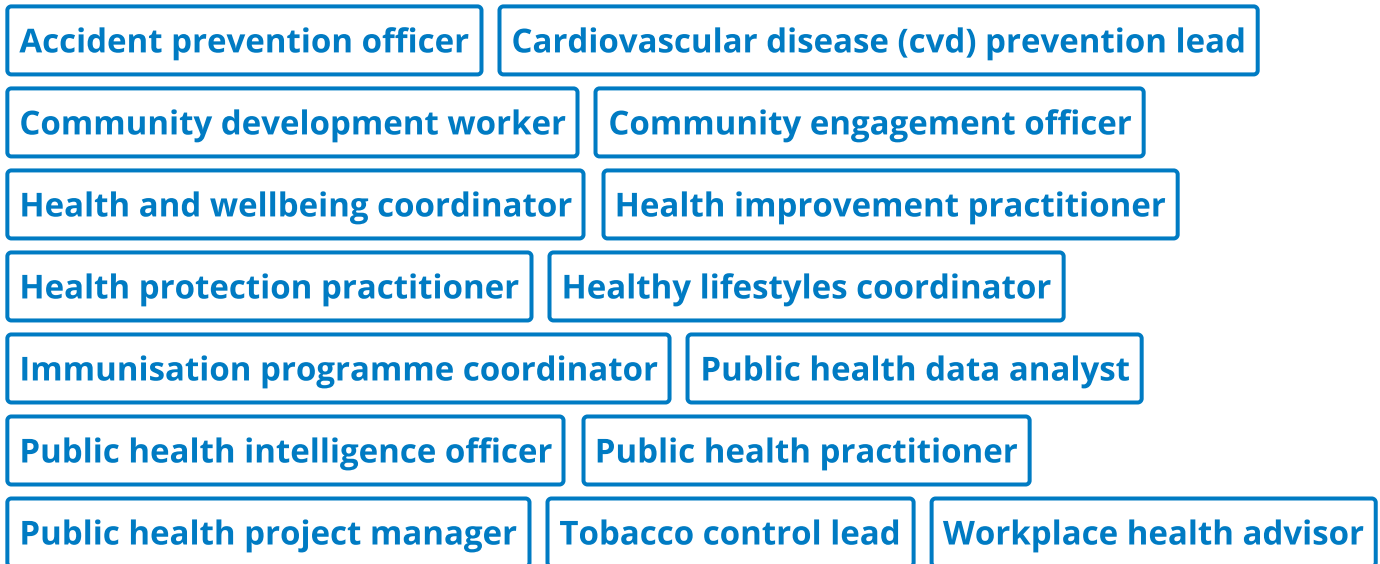 Accident prevention officer Cardiovascular disease (cvd) prevention lead
Community development worker Community engagement officer
Health and wellbeing coordinator Health improvement practitioner
Health protection practitioner Healthy lifestyles coordinator
Immunisation programme coordinator Public health data analyst
Public health intelligence officer Public health practitioner
Public health project manager Tobacco control lead Workplace health advisor